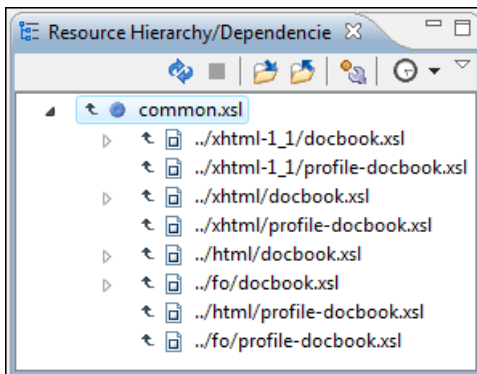 Resource Hierarchy/Dependencie
common.xsl
../xhtml-1_1/docbook.xsl
../xhtml-1_1/profile-docbook.xsl
../xhtml/docbook.xsl
../xhtml/profile-docbook.xsl
../html/docbook.xsl
../fo/docbook.xsl
../html/profile-docbook.xsl
../fo/profile-docbook.xsl